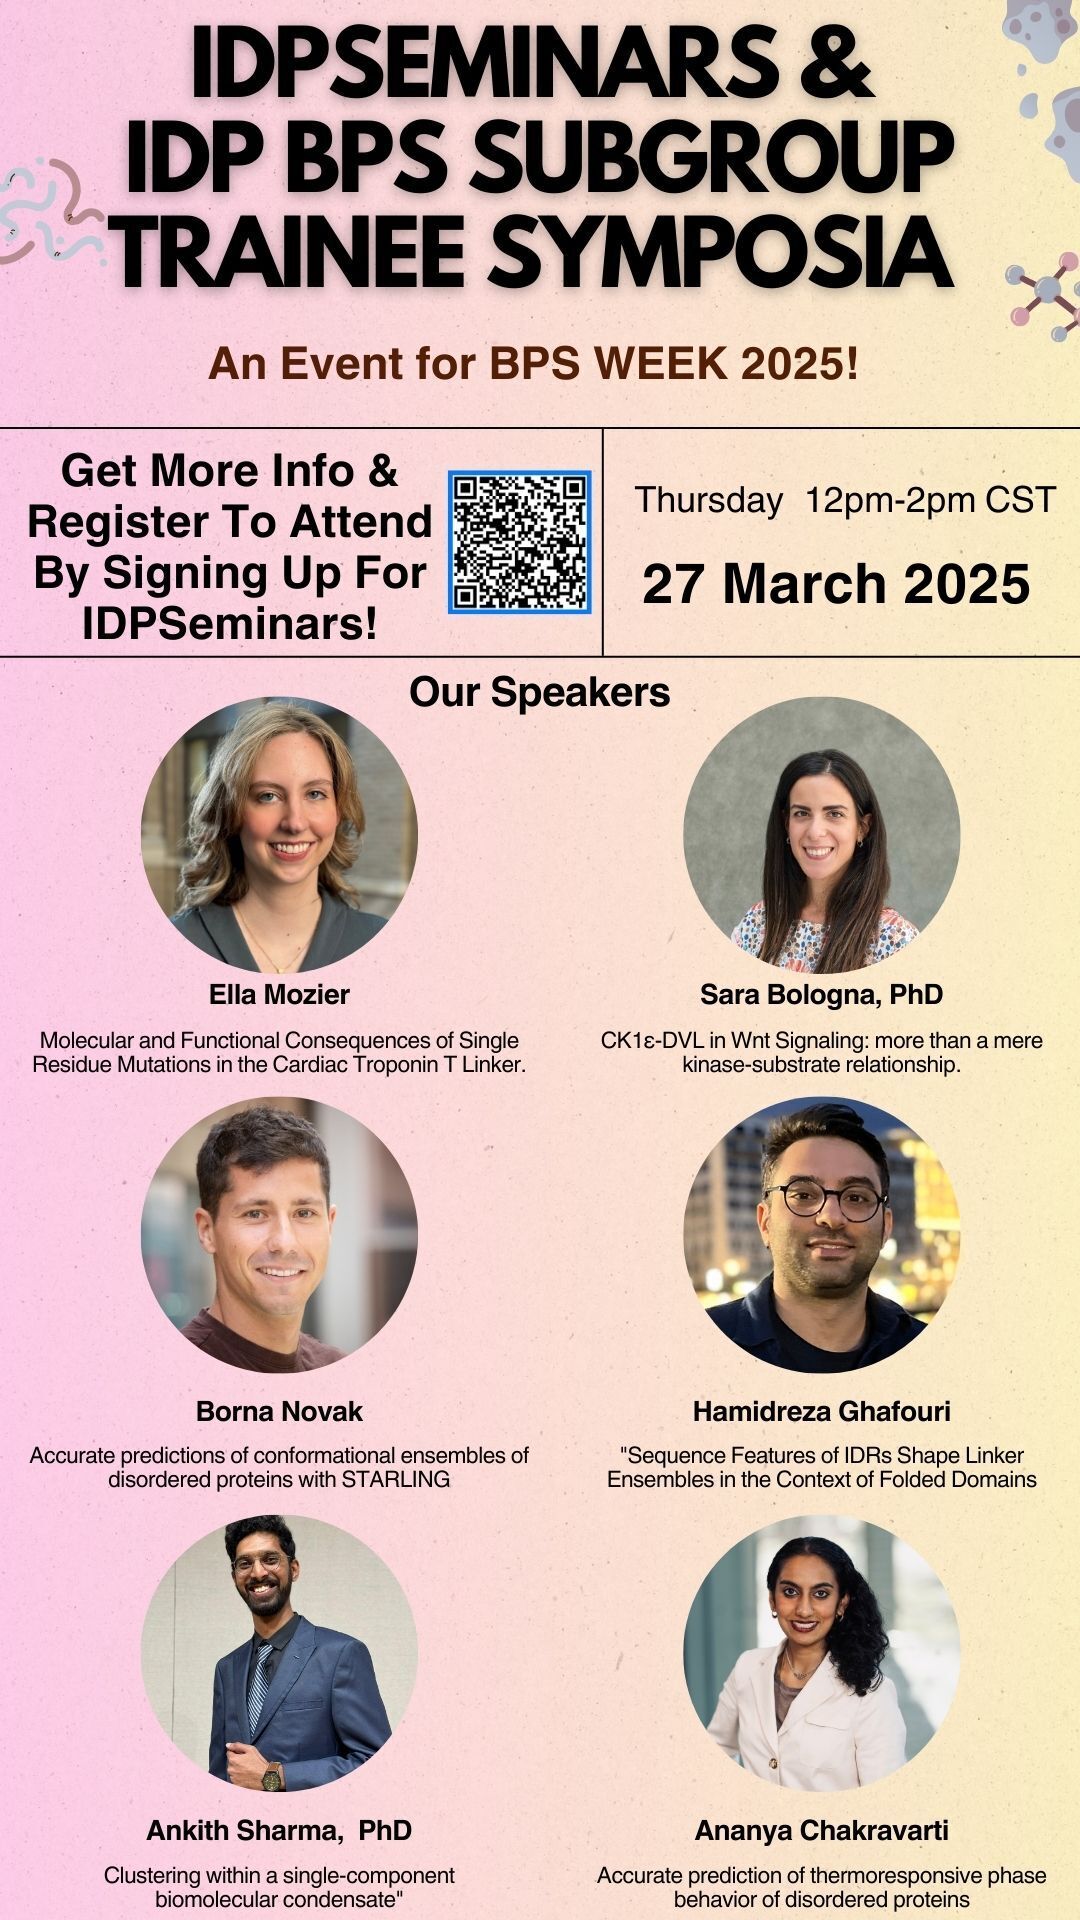 IDPSEMINARS &
IDP BPS SUBGROUP
TRAINEE SYMPOSIA
An Event for BPS WEEK 2025!
Get More Info &
Register To Attend
By Signing Up For
IDPSeminars!
Thursday  12pm-2pm CST
27 March 2025
Our Speakers
Ella Mozier
Molecular and Functional Consequences of Single
Residue Mutations in the Cardiac Troponin T Linker.
Sara Bologna, PhD
CK1ε-DVL in Wnt Signaling: more than a mere
kinase-substrate relationship.
Borna Novak
Accurate predictions of conformational ensembles of
disordered proteins with STARLING
Hamidreza Ghafouri
"Sequence Features of IDRs Shape Linker
Ensembles in the Context of Folded Domains
Ankith Sharma,  PhD
Clustering within a single-component
biomolecular condensate"
Ananya Chakravarti
Accurate prediction of thermoresponsive phase
behavior of disordered proteins